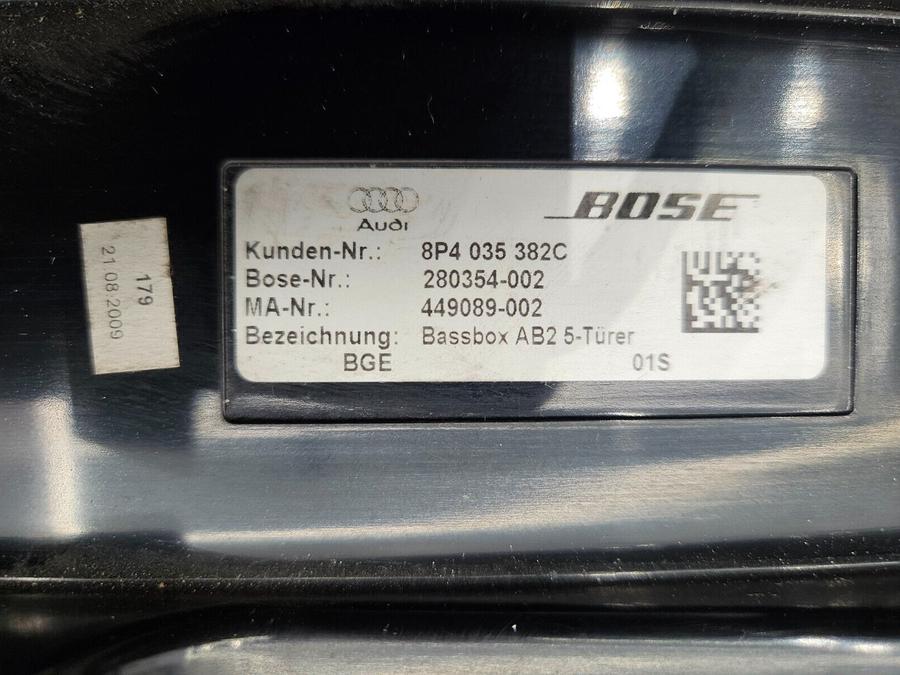 Audi
BOSE
Kunden-Nr.: 8P4 035 382C
Bose-Nr.: 280354-002
MA-Nr.: 449089-002
Bezeichnung: Bassbox AB2 5-Türer
BGE 01S
179
21.08.2009